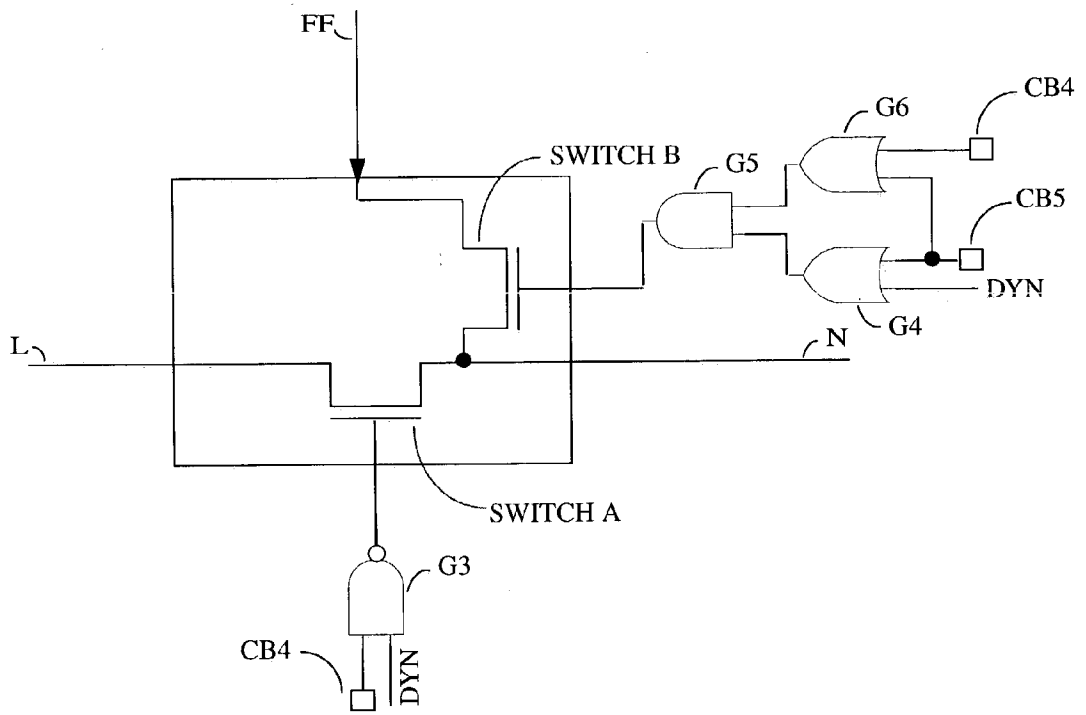 FF
CB4
G6
SWITCH B
G5
CB5
DYN
G4
L
N
SWITCH A
G3
CB4
DYN